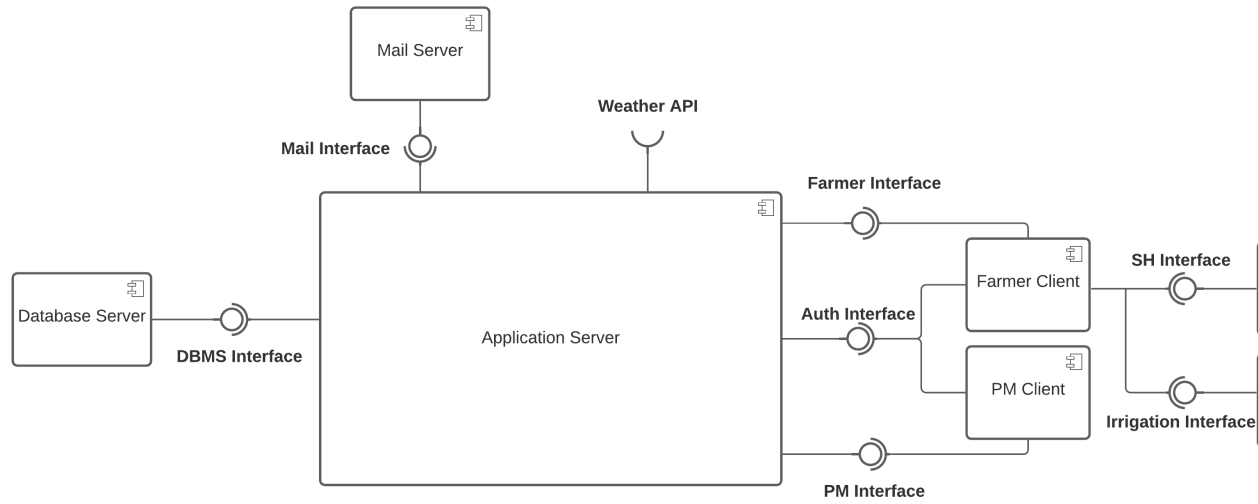 Mail Server
Weather API
Mail Interface
Farmer Interface
SH Interface
Farmer Client
Database Server
Auth Interface
Application Server
DBMS Interface
PM Client
Irrigation Interface
PM Interface